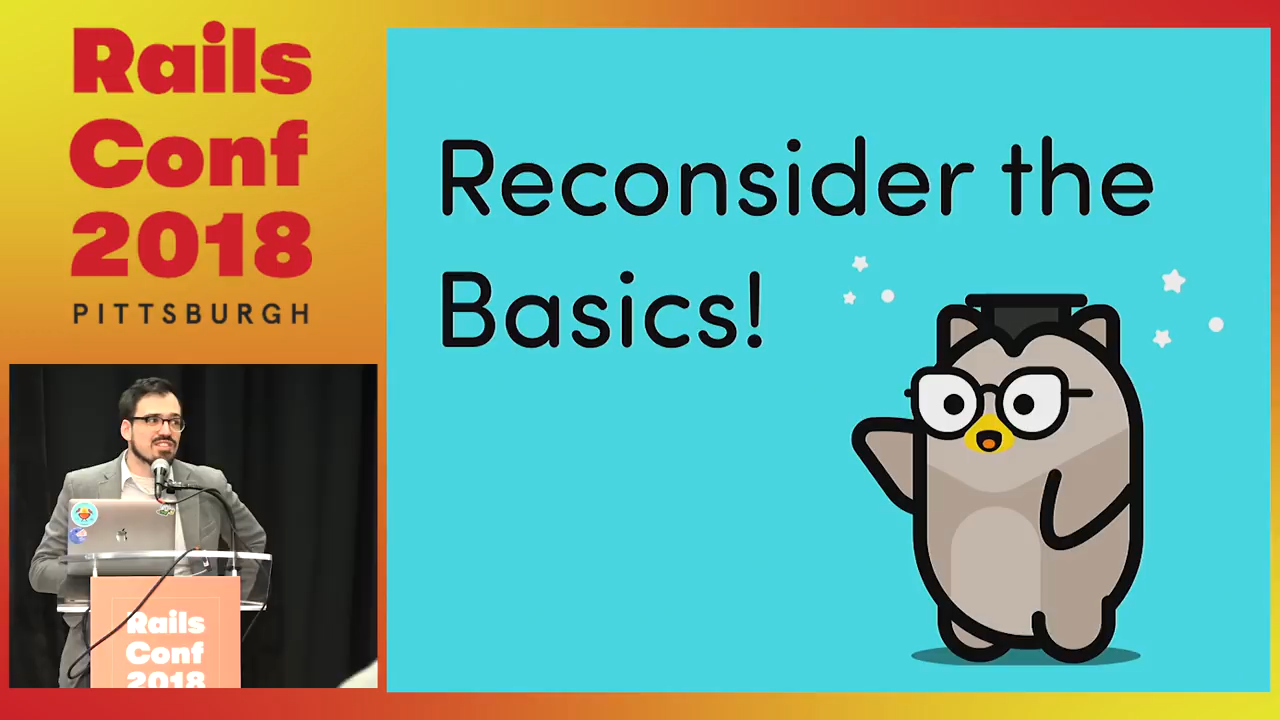 Rails
Conf
2018
PITTSBURGH
Reconsider the
Basics!
Rails
Conf
2018